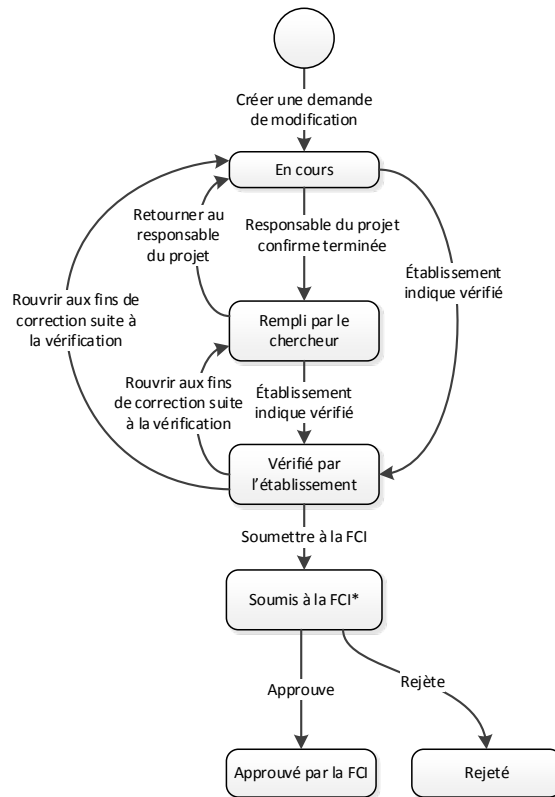 Créer une demande
de modification
En cours
Retourner au
responsable
du projet
Responsable du projet
confirme terminée
Établissement
indique vérifié
Rouvrir aux fins de
correction suite à
la vérification
Rempli par le
chercheur
Rouvrir aux fins
de correction suite
à la vérification
Établissement
indique vérifié
Vérifié par
l’établissement
Soumettre à la FCI
Soumis à la FCI*
Approuve
Rejète
Approuvé par la FCI
Rejeté